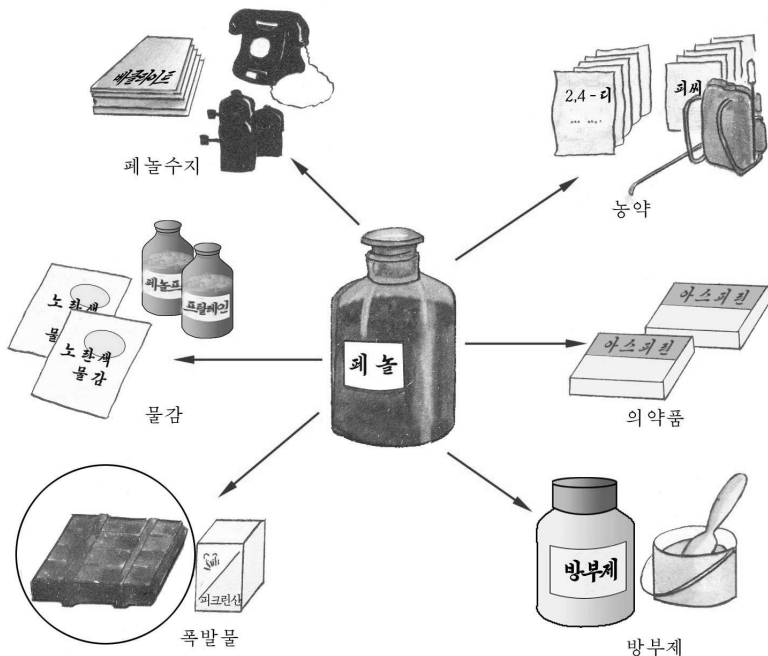 베클라이트
페놀수지
2,4-디
피씨
농약
페놀프
프탈레인
노란색
물감
노란색
물감
물감
페놀
아스피린
아스피린
의약품
피크린산
폭발물
방부제
방부제